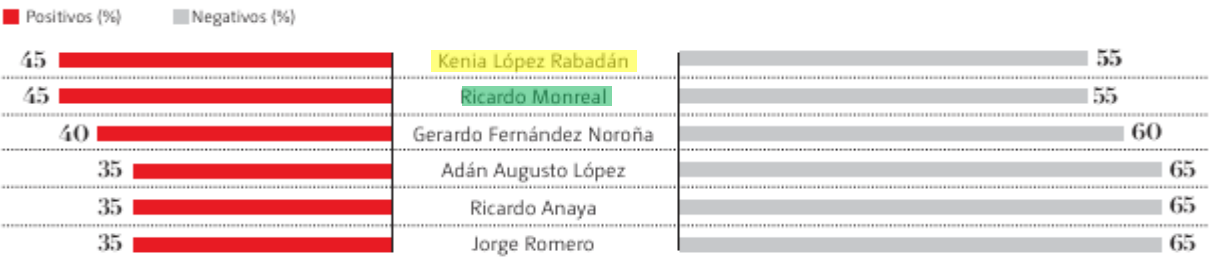 Positivos (%) Negativos (%)
45 Kenia López Rabadán 55
45 Ricardo Monreal 55
40 Gerardo Fernández Noroña 60
35 Adán Augusto López 65
35 Ricardo Anaya 65
35 Jorge Romero 65